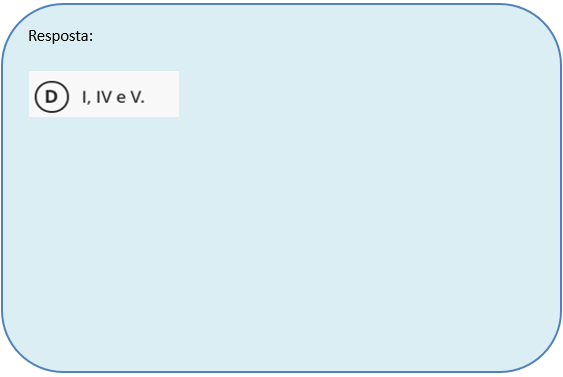 Resposta:
D I, IV e V.